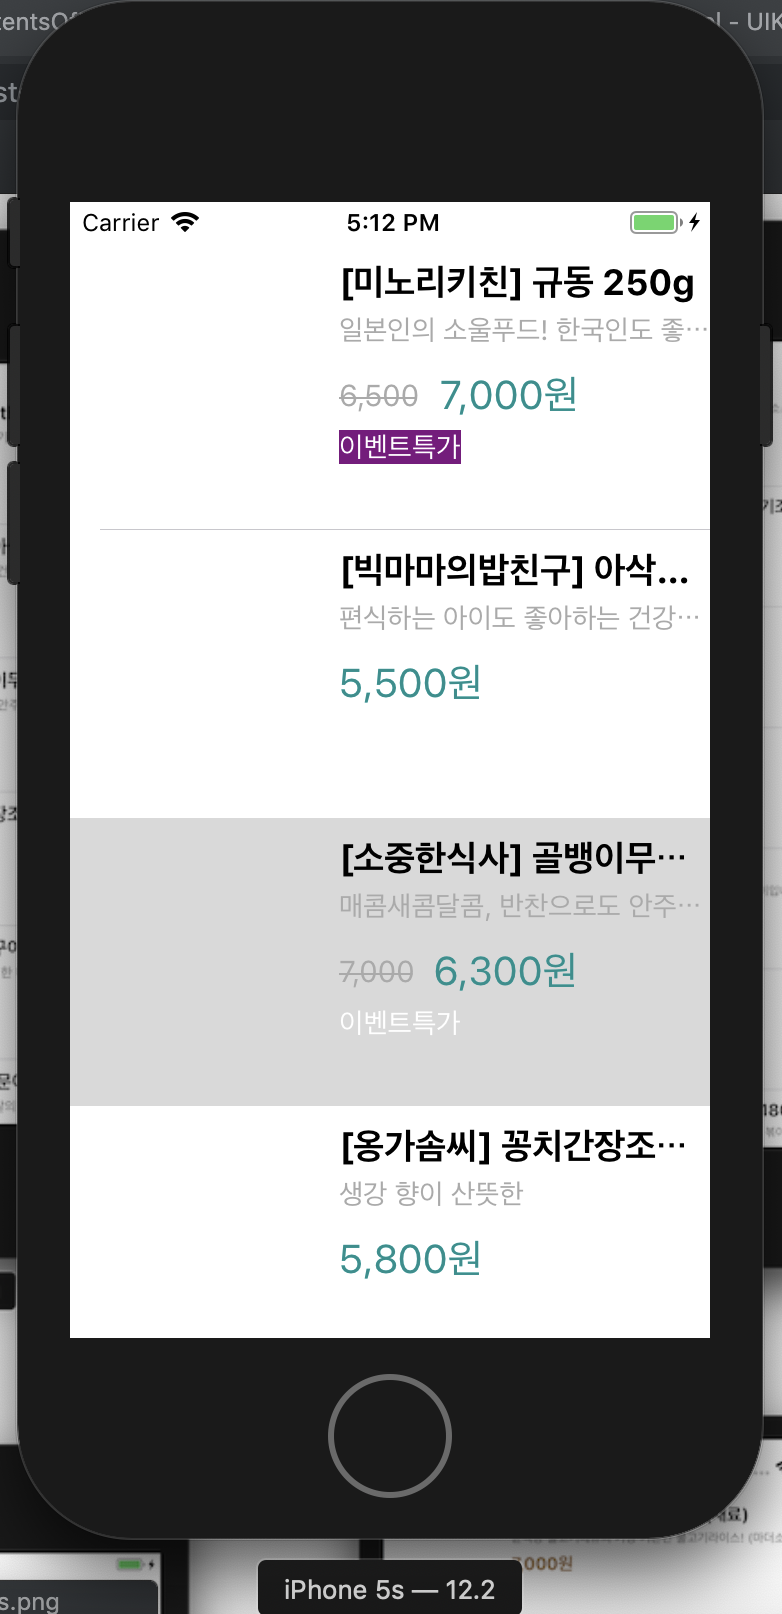 Carrier
5:12 PM
[미노리키친] 규동 250g
일본인의 소울푸드! 한국인도 좋…
6,500 7,000원
이벤트특가
[빅마마의밥친구] 아삭...
편식하는 아이도 좋아하는 건강…
5,500원
[소중한식사] 골뱅이무…
매콤새콤달콤, 반찬으로도 안주…
7,000 6,300원
이벤트특가
[옹가솜씨] 꽁치간장조…
생강 향이 산뜻한
5,800원
iPhone 5s — 12.2
s.png